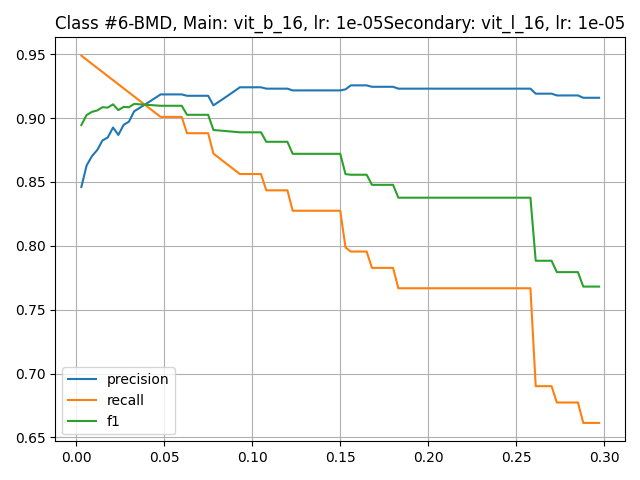 Class #6-BMD, Main: vit_b_16, lr: 1e-05Secondary: vit_l_16, lr: 1e-05
0.95
0.90
0.85
0.80
0.75
0.70
0.65
precision
recall
f1
0.00 0.05 0.10 0.15 0.20 0.25 0.30